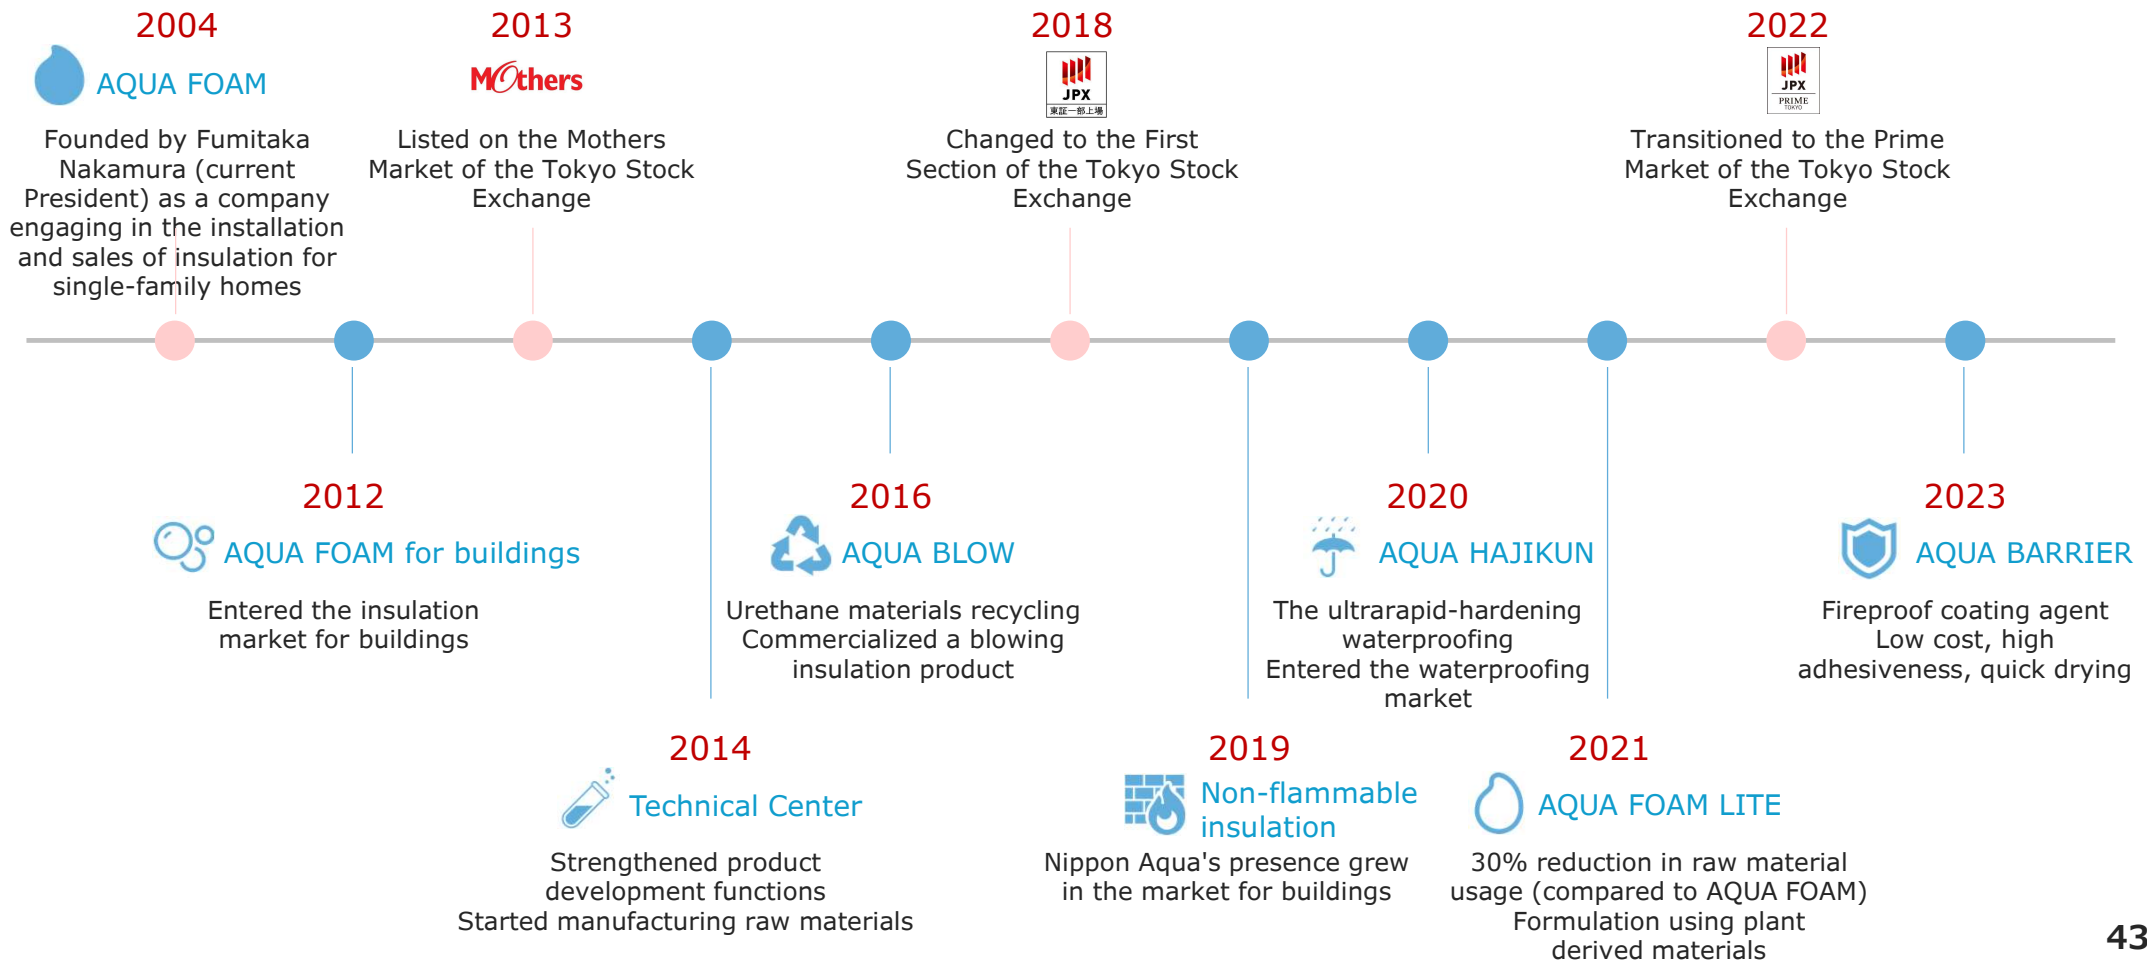 2004
AQUA FOAM
Founded by Fumitaka
Nakamura (current
President) as a company
engaging in the installation
and sales of insulation for
single-family homes
2013
Mothers
Listed on the Mothers
Market of the Tokyo Stock
Exchange
2018
JPX
東証一部上場
Changed to the First
Section of the Tokyo Stock
Exchange
2022
JPX
PRIME
TOKYO
Transitioned to the Prime
Market of the Tokyo Stock
Exchange
2012
AQUA FOAM for buildings
Entered the insulation
market for buildings
2016
AQUA BLOW
Urethane materials recycling
Commercialized a blowing
insulation product
2020
AQUA HAJIKUN
The ultrarapid-hardening
waterproofing
Entered the waterproofing
market
2023
AQUA BARRIER
Fireproof coating agent
Low cost, high
adhesiveness, quick drying
2014
Technical Center
Strengthened product
development functions
Started manufacturing raw materials
2019
Non-flammable
insulation
Nippon Aqua's presence grew
in the market for buildings
2021
AQUA FOAM LITE
30% reduction in raw material
usage (compared to AQUA FOAM)
Formulation using plant
derived materials
43